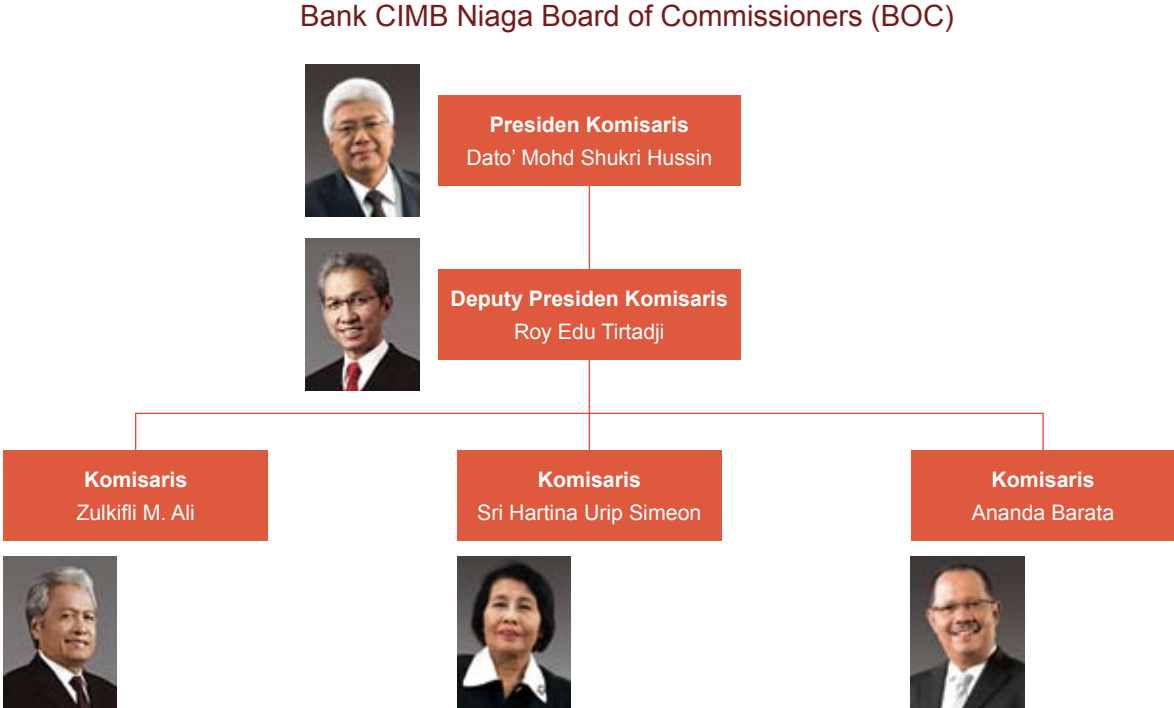 Bank CIMB Niaga Board of Commissioners (BOC)
Presiden Komisaris
Dato’ Mohd Shukri Hussin
Deputy Presiden Komisaris
Roy Edu Tirtadji
Komisaris
Zulkifli M. Ali
Komisaris
Sri Hartina Urip Simeon
Komisaris
Ananda Barata